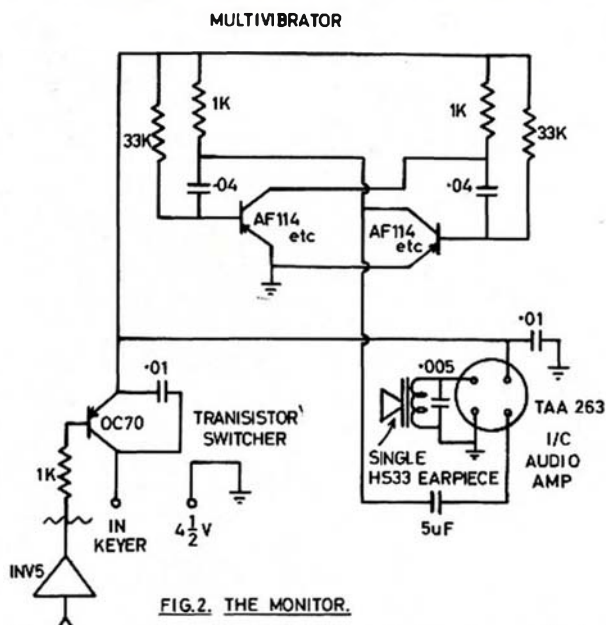 MULTIVIBRATOR
1K
1K
33K
33K
.04
.04
AF114
etc
AF114
etc
.01
.01
.005
TAA 263
OC70
TRANISISTOR
SWITCHER
I/C
AUDIO
AMP
SINGLE
HS33 EARPIECE
1K
IN
KEYER
4½V
5uF
INV5
FIG.2. THE MONITOR.